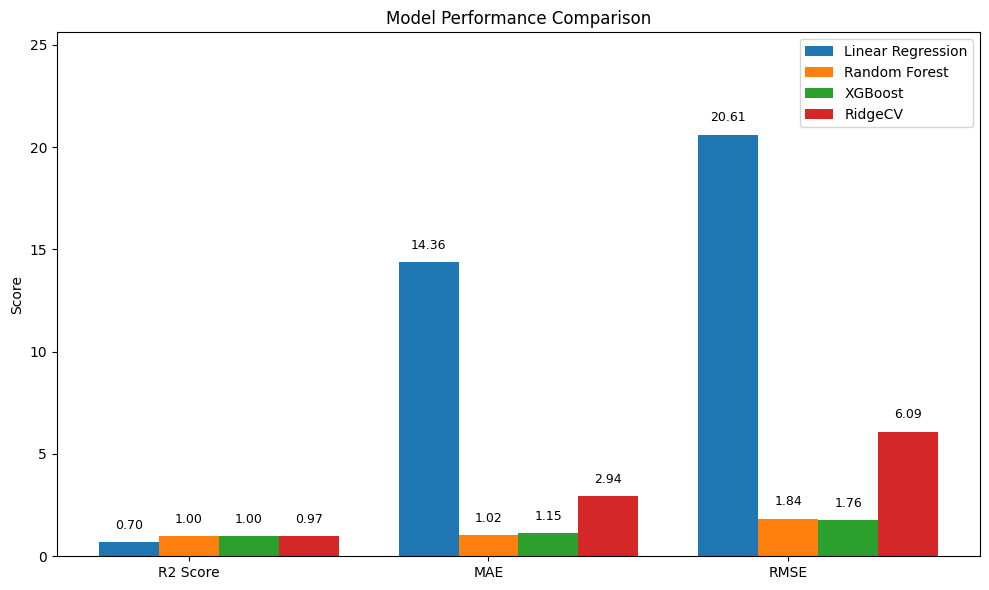 Model Performance Comparison
Linear Regression
Random Forest
XGBoost
RidgeCV
Score
25
20
15
10
5
0
0.70
1.00
1.00
0.97
14.36
1.02
1.15
2.94
20.61
1.84
1.76
6.09
R2 Score
MAE
RMSE